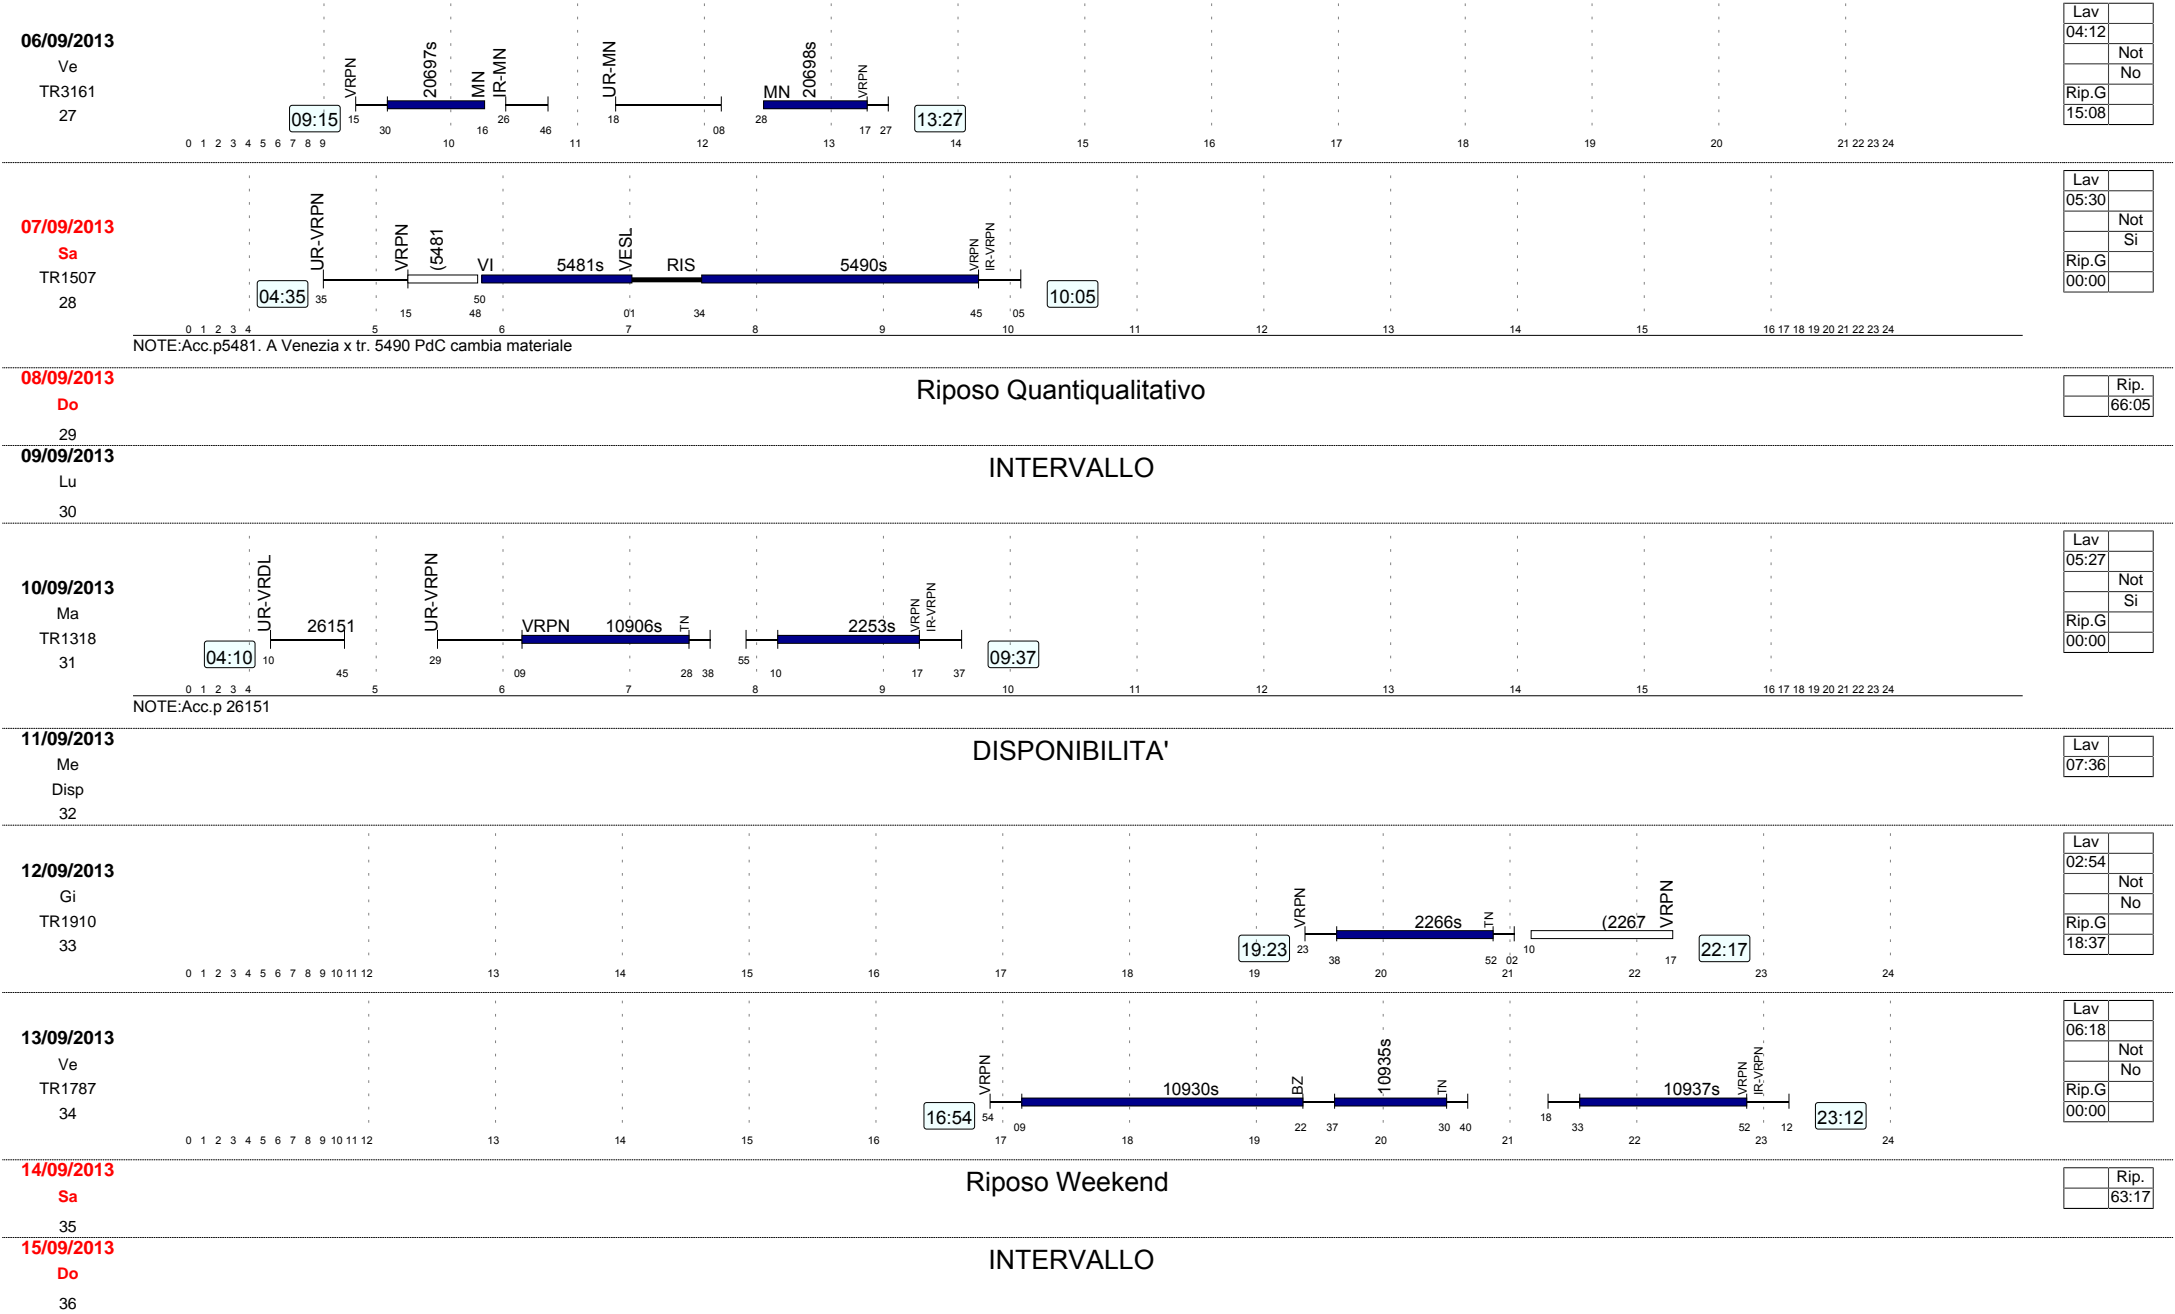 06/09/2013
Ve
TR3161
27
09:15
VRPN
20697s
MN
IR-MN
UR-MN
MN
20698s
VRPN
13:27
15
30
16
26
46
18
08
28
17
27
0 1 2 3 4 5 6 7 8 9 10 11 12 13 14 15 16 17 18 19 20 21 22 23 24
Lav
04:12
Not
No
Rip.G
15:08
07/09/2013
Sa
TR1507
28
04:35
UR-VRPN
VRPN
(5481
VI
5481s
VESL
RIS
5490s
VRPN
IR-VRPN
10:05
35
15
48
50
01
34
45
05
0 1 2 3 4 5 6 7 8 9 10 11 12 13 14 15 16 17 18 19 20 21 22 23 24
NOTE:Acc.p5481. A Venezia x tr. 5490 PdC cambia materiale
Lav
05:30
Not
Si
Rip.G
00:00
08/09/2013
Do
29
Riposo Quantiqualitativo
Rip.
66:05
09/09/2013
Lu
30
INTERVALLO
10/09/2013
Ma
TR1318
31
04:10
UR-VRDL
26151
UR-VRPN
VRPN
10906s
TN
2253s
VRPN
IR-VRPN
09:37
10
45
29
09
28
38
55
10
17
37
0 1 2 3 4 5 6 7 8 9 10 11 12 13 14 15 16 17 18 19 20 21 22 23 24
NOTE:Acc.p 26151
Lav
05:27
Not
Si
Rip.G
00:00
11/09/2013
Me
Disp
32
DISPONIBILITA'
Lav
07:36
12/09/2013
Gi
TR1910
33
19:23
VRPN
2266s
TN
(2267
VRPN
22:17
23
38
52
02
10
17
0 1 2 3 4 5 6 7 8 9 10 11 12 13 14 15 16 17 18 19 20 21 22 23 24
Lav
02:54
Not
No
Rip.G
18:37
13/09/2013
Ve
TR1787
34
16:54
VRPN
10930s
BZ
10935s
TN
10937s
VRPN
IR-VRPN
23:12
54
09
22
37
30
40
18
33
52
12
0 1 2 3 4 5 6 7 8 9 10 11 12 13 14 15 16 17 18 19 20 21 22 23 24
Lav
06:18
Not
No
Rip.G
00:00
14/09/2013
Sa
35
Riposo Weekend
Rip.
63:17
15/09/2013
Do
36
INTERVALLO